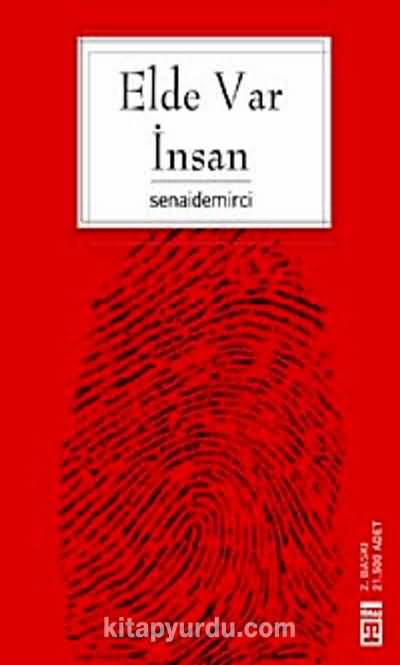 Elde Var
İnsan
senaidemirci
2. BASKI
21.500 ADET
kitapyurdu.com